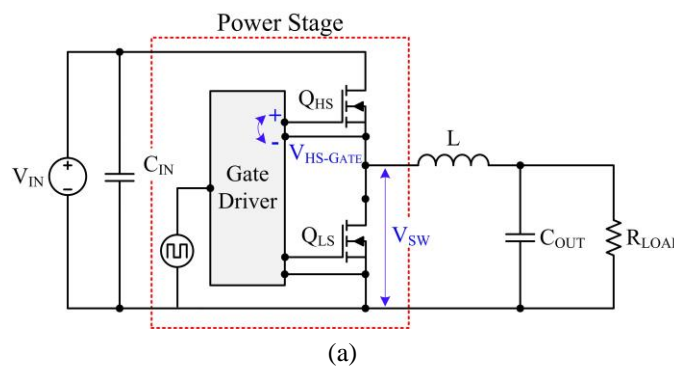 Power Stage
Q_HS
+
-
V_HS-GATE
L
V_IN
+
-
C_IN
Gate
Driver
Q_LS
V_SW
C_OUT
R_LOAD
(a)